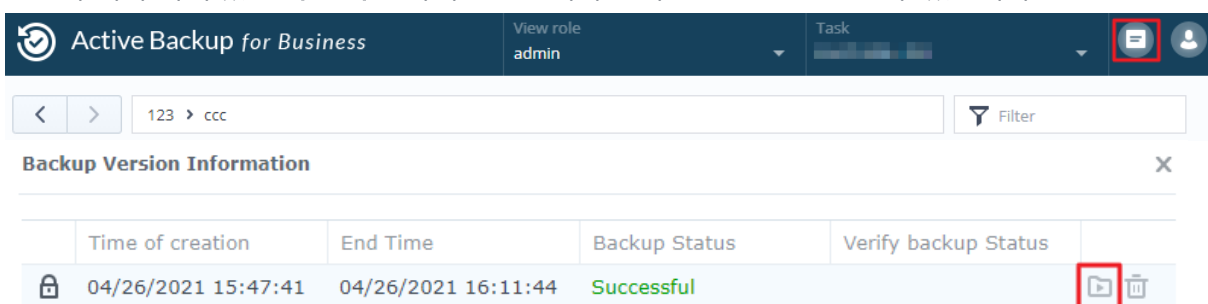 Active Backup for Business
View role
admin
Task
123 > ccc
Filter
Backup Version Information
Time of creation End Time Backup Status Verify backup Status
04/26/2021 15:47:41 04/26/2021 16:11:44 Successful